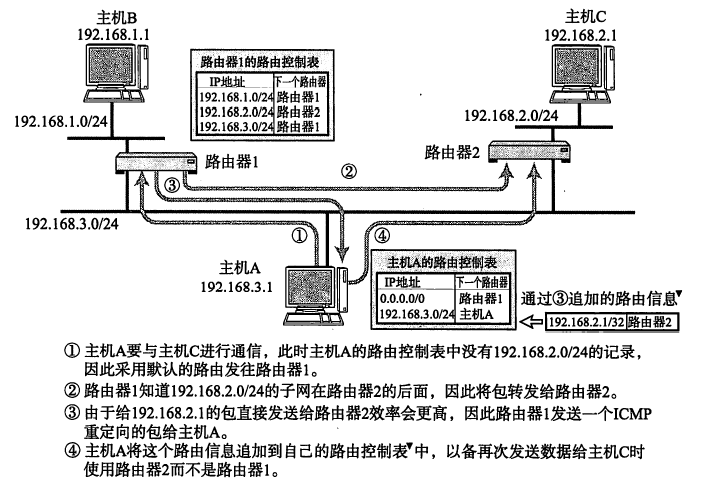 主机B
192.168.1.1
主机C
192.168.2.1
路由器1的路由控制表
IP地址 下一个路由器
192.168.1.0/24 路由器1
192.168.2.0/24 路由器2
192.168.3.0/24 路由器1
192.168.1.0/24
192.168.2.0/24
路由器1
路由器2
②
③
192.168.3.0/24
①
④
主机A
192.168.3.1
主机A的路由控制表
IP地址 下一个路由器
0.0.0.0/0 路由器1
192.168.3.0/24 主机A
通过③追加的路由信息▼
192.168.2.1/32 路由器2
① 主机A要与主机C进行通信，此时主机A的路由控制表中没有192.168.2.0/24的记录，
因此采用默认的路由发往路由器1。
② 路由器1知道192.168.2.0/24的子网在路由器2的后面，因此将包转发给路由器2。
③ 由于给192.168.2.1的包直接发送给路由器2效率会更高，因此路由器1发送一个ICMP
重定向的包给主机A。
④ 主机A将这个路由信息追加到自己的路由控制表▼中，以备再次发送数据给主机C时
使用路由器2而不是路由器1。